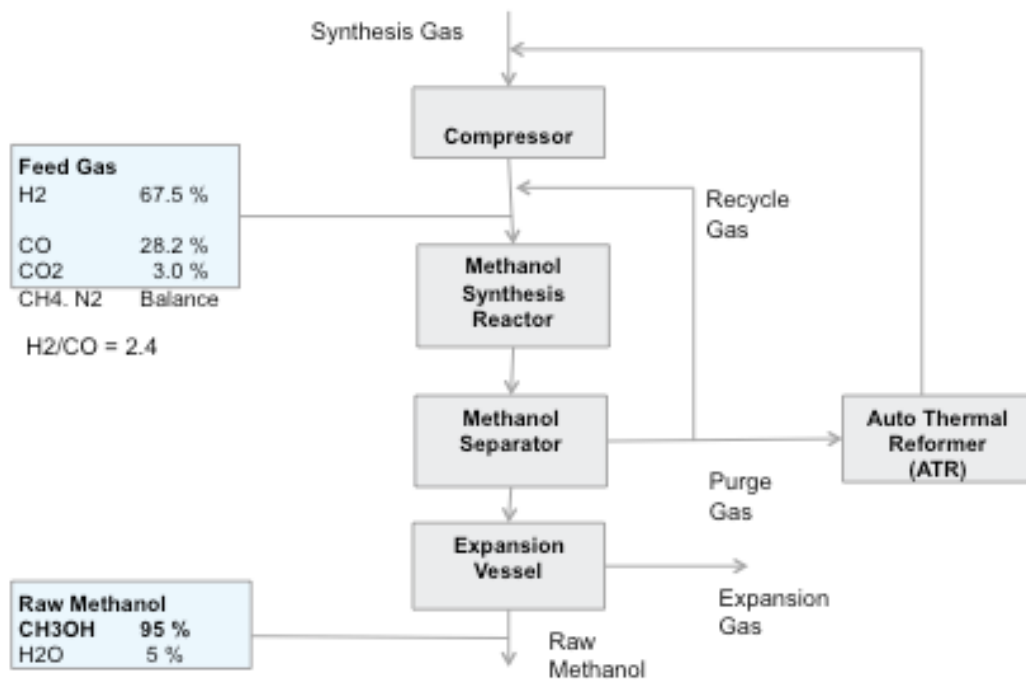 Synthesis Gas
Compressor
Feed Gas
H2 67.5 %
CO 28.2 %
CO2 3.0 %
CH4. N2 Balance
H2/CO = 2.4
Recycle
Gas
Methanol
Synthesis
Reactor
Methanol
Separator
Auto Thermal
Reformer
(ATR)
Purge
Gas
Expansion
Vessel
Expansion
Gas
Raw Methanol
CH3OH 95 %
H2O 5 %
Raw
Methanol